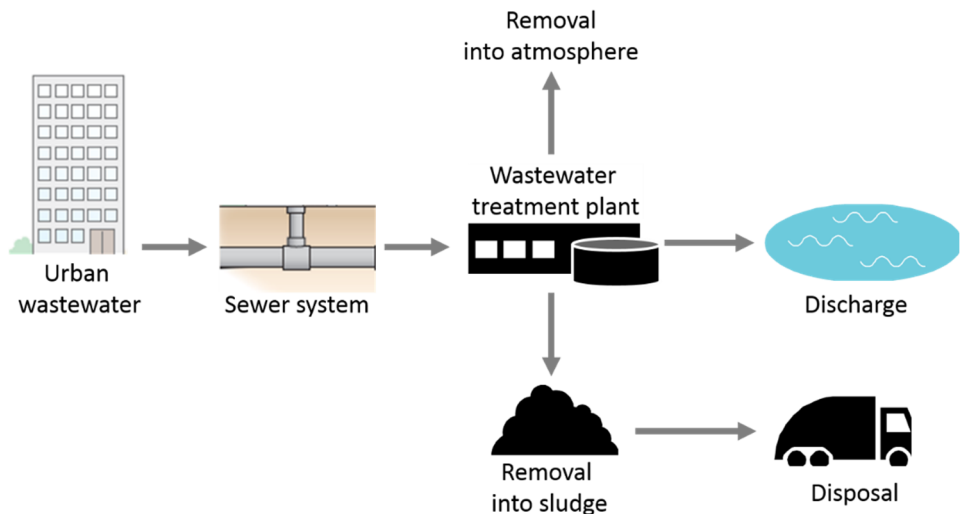 Removal
into atmosphere
Wastewater
treatment plant
Urban
wastewater
Sewer system
Discharge
Removal
into sludge
Disposal